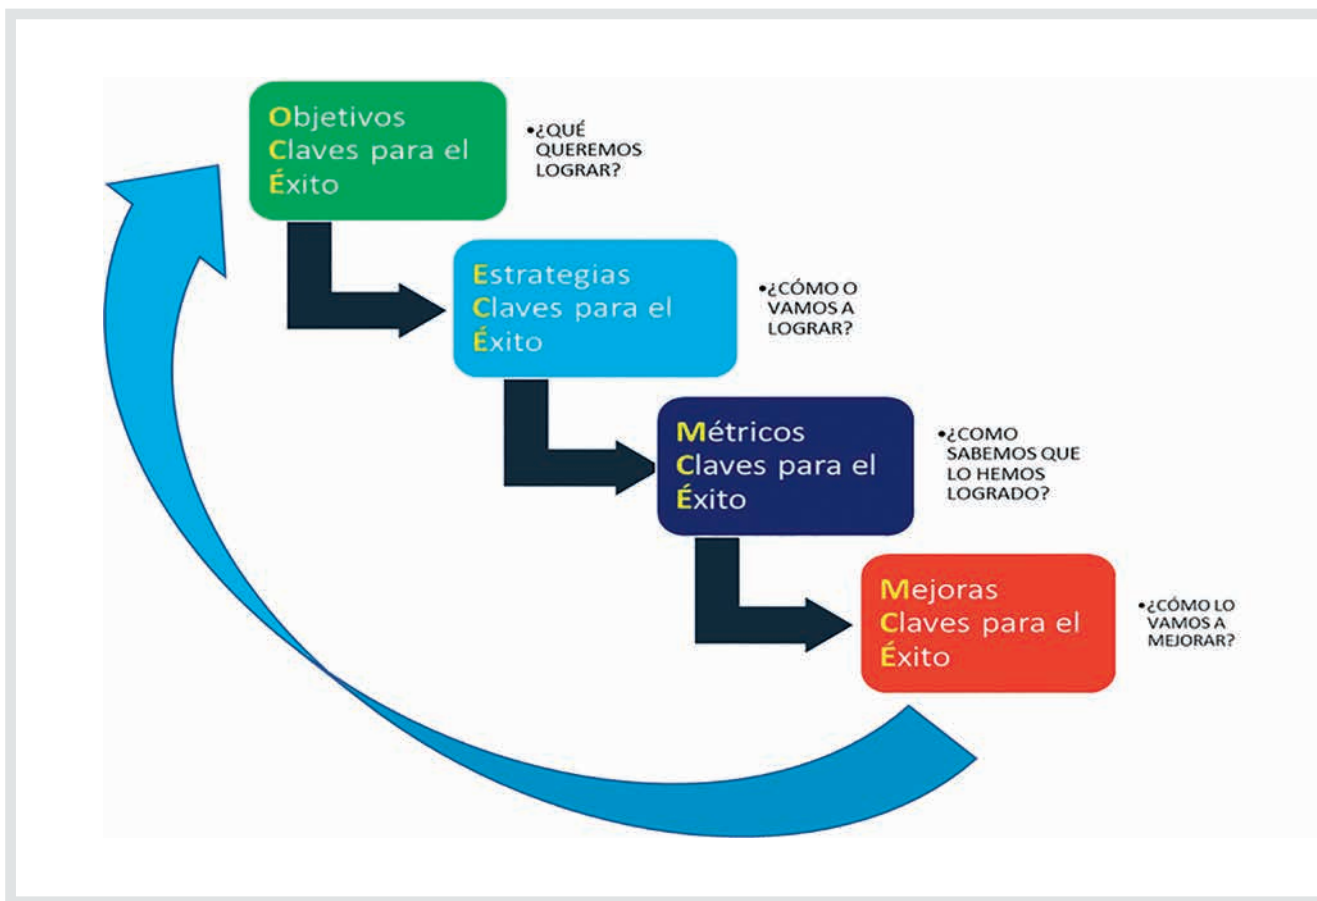 Objetivos
Claves para el
Éxito
•¿QUÉ
QUEREMOS
LOGRAR?
Estrategias
Claves para el
Éxito
•¿CÓMO O
VAMOS A
LOGRAR?
Métricos
Claves para el
Éxito
•¿COMO
SABEMOS QUE
LO HEMOS
LOGRADO?
Mejoras
Claves para el
Éxito
•¿CÓMO LO
VAMOS A
MEJORAR?